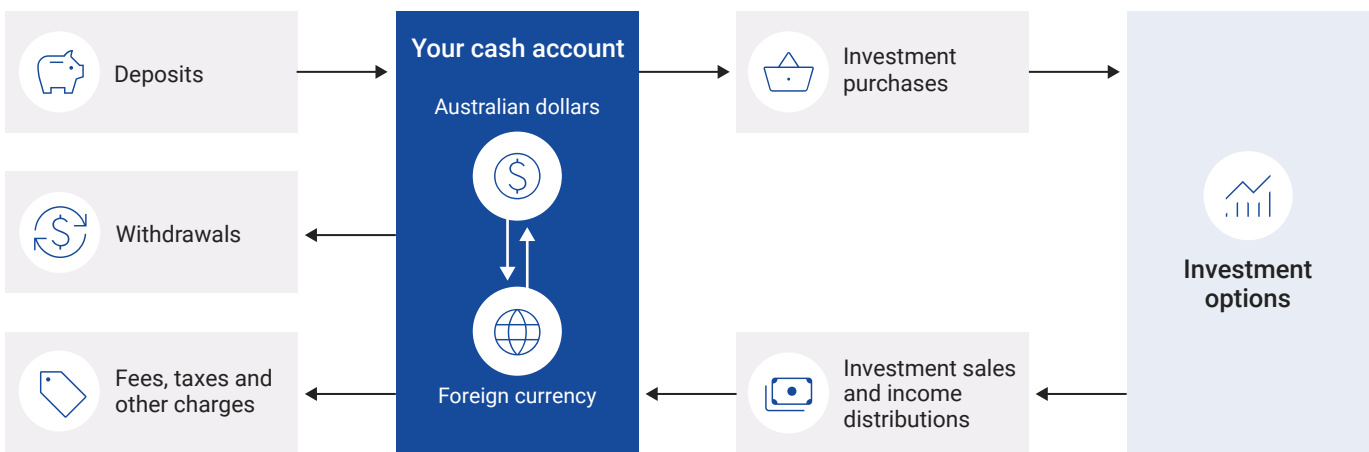 Deposits
Withdrawals
Fees, taxes and
other charges
Your cash account
Australian dollars
Foreign currency
Investment
purchases
Investment sales
and income
distributions
Investment
options